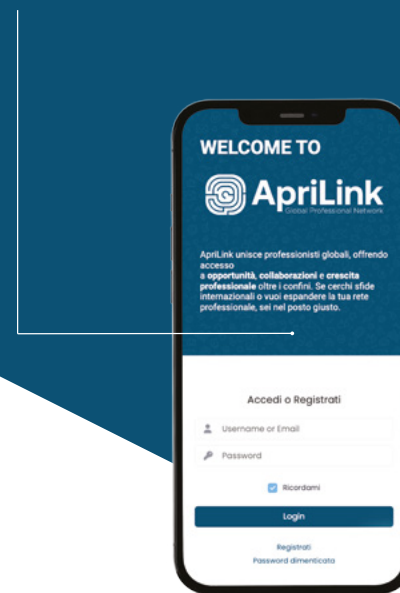 WELCOME TO
ApriLink
Global Professional Network
ApriLink unisce professionisti globali, offrendo
accesso
a opportunità, collaborazioni e crescita
professionale oltre i confini. Se cerchi sfide
internazionali o vuoi espandere la tua rete
professionale, sei nel posto giusto.
Accedi o Registrati
Username or Email
Password
Ricordami
Login
Registrati
Password dimenticata